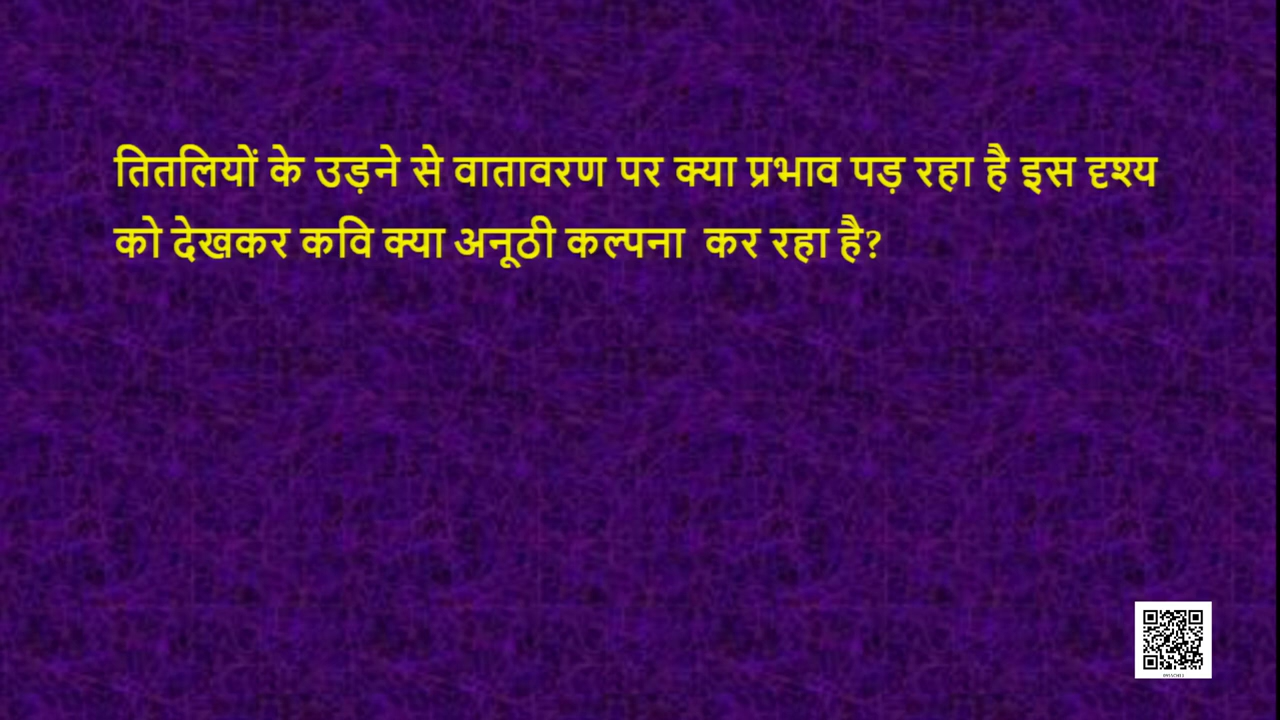 तितलियों के उड़ने से वातावरण पर क्या प्रभाव पड़ रहा है इस दृश्य
को देखकर कवि क्या अनूठी कल्पना  कर रहा है?